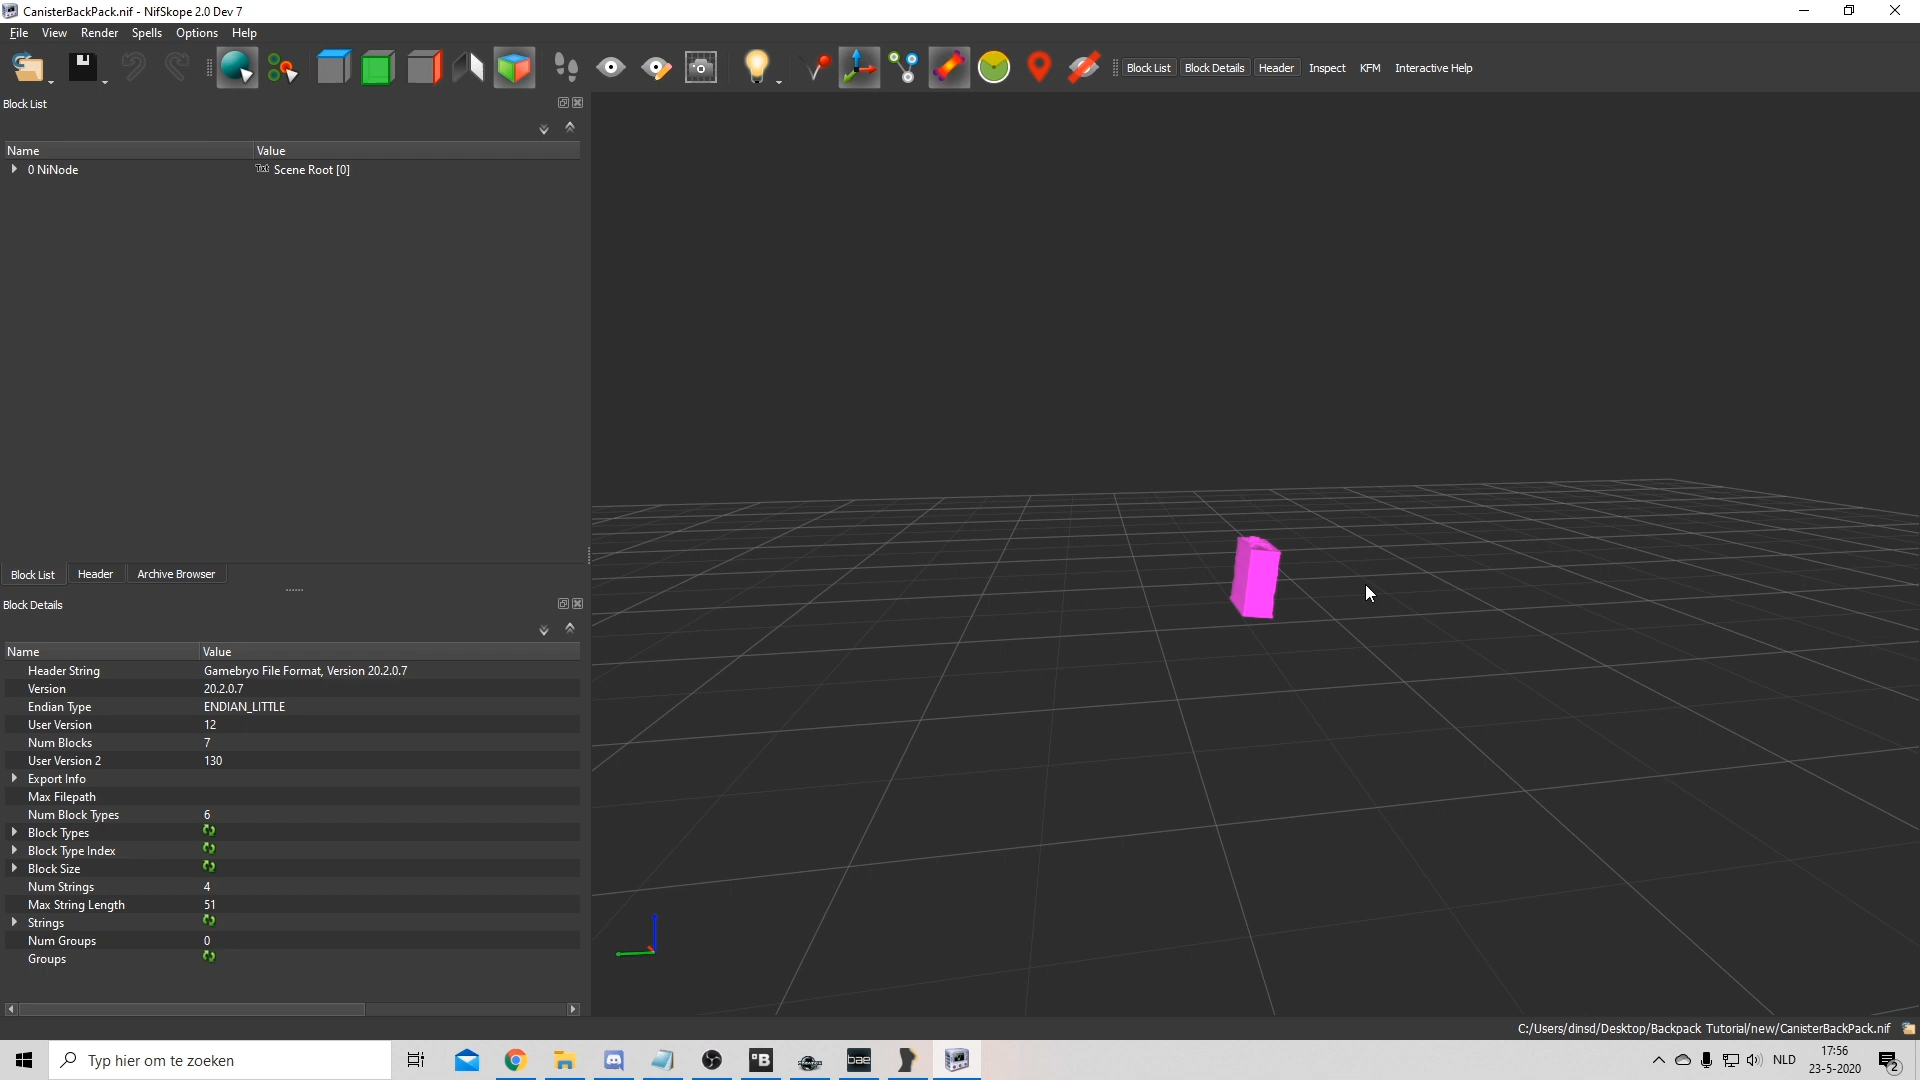 CanisterBackPack.nif - NifSkope 2.0 Dev 7
File View Render Spells Options Help
Block List Block Details Header Inspect KFM Interactive Help
Block List
Name Value
0 NiNode Txt Scene Root [0]
Block List Header Archive Browser
Block Details
Name Value
Header String Gamebryo File Format, Version 20.2.0.7
Version 20.2.0.7
Endian Type ENDIAN_LITTLE
User Version 12
Num Blocks 7
User Version 2 130
Export Info
Max Filepath
Num Block Types 6
Block Types
Block Type Index
Block Size
Num Strings 4
Max String Length 51
Strings
Num Groups 0
Groups
C:/Users/dinsd/Desktop/Backpack Tutorial/new/CanisterBackPack.nif
Typ hier om te zoeken
B
bae
NLD
17:56
23-5-2020
2